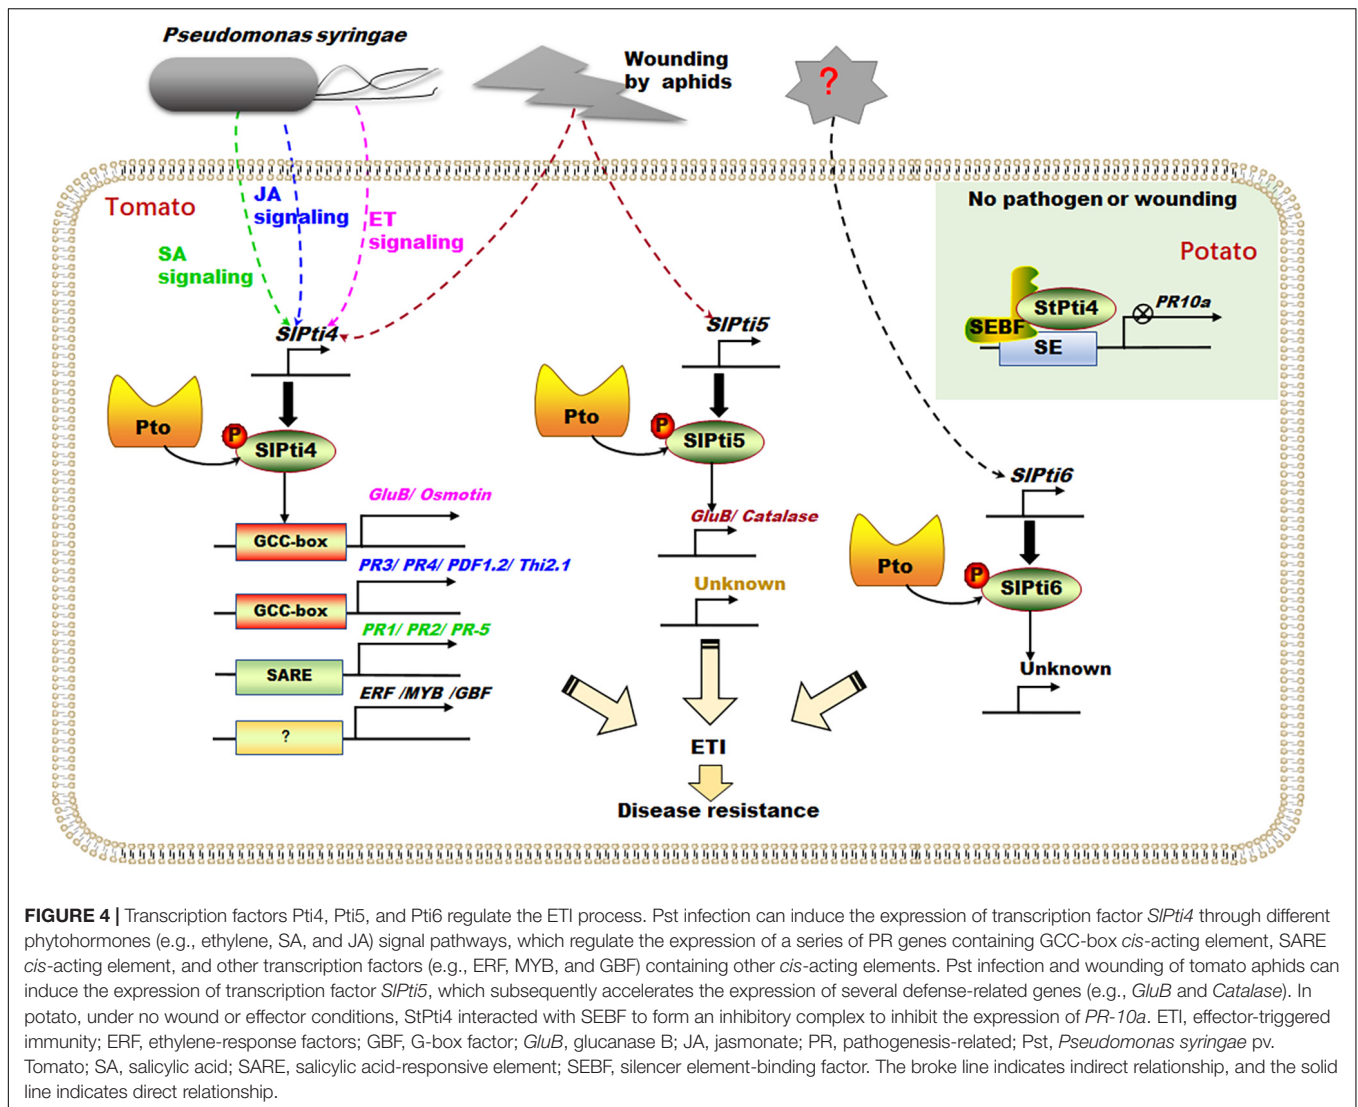 Pseudomonas syringae
Wounding
by aphids
?
Tomato
JA
signaling
ET
signaling
SA
signaling
No pathogen or wounding
Potato
StPti4
PR10a
SEBF
SE
SlPti4
SlPti5
Pto
P
SlPti4
Pto
P
SlPti5
SlPti6
GluB/ Osmotin
GCC-box
GluB/ Catalase
PR3/ PR4/ PDF1.2/ Thi2.1
GCC-box
Unknown
Pto
P
SlPti6
PR1/ PR2/ PR-5
SARE
Unknown
ERF /MYB /GBF
?
ETI
Disease resistance
FIGURE 4 | Transcription factors Pti4, Pti5, and Pti6 regulate the ETI process. Pst infection can induce the expression of transcription factor SlPti4 through different
phytohormones (e.g., ethylene, SA, and JA) signal pathways, which regulate the expression of a series of PR genes containing GCC-box cis-acting element, SARE
cis-acting element, and other transcription factors (e.g., ERF, MYB, and GBF) containing other cis-acting elements. Pst infection and wounding of tomato aphids can
induce the expression of transcription factor SlPti5, which subsequently accelerates the expression of several defense-related genes (e.g., GluB and Catalase). In
potato, under no wound or effector conditions, StPti4 interacted with SEBF to form an inhibitory complex to inhibit the expression of PR-10a. ETI, effector-triggered
immunity; ERF, ethylene-response factors; GBF, G-box factor; GluB, glucanase B; JA, jasmonate; PR, pathogenesis-related; Pst, Pseudomonas syringae pv.
Tomato; SA, salicylic acid; SARE, salicylic acid-responsive element; SEBF, silencer element-binding factor. The broke line indicates indirect relationship, and the solid
line indicates direct relationship.